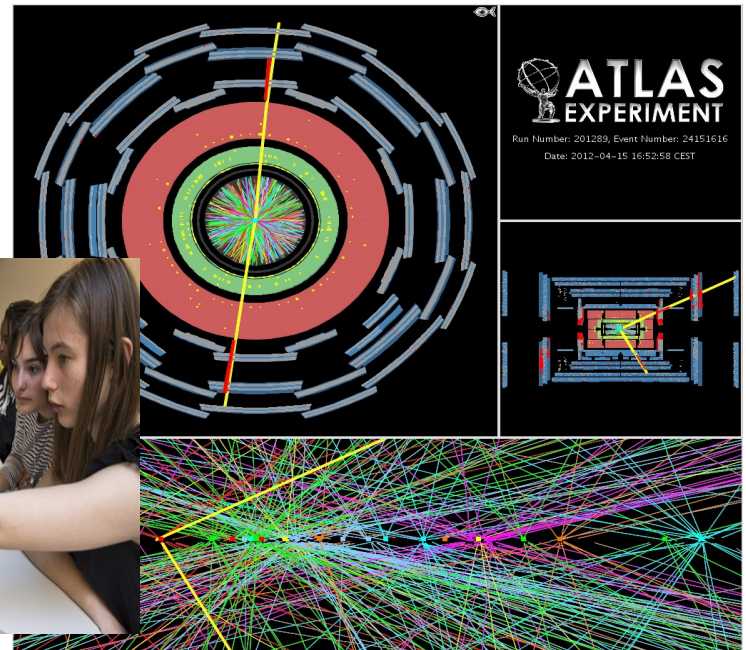 ATLAS
EXPERIMENT
Run Number: 201289, Event Number: 24151616
Date: 2012-04-15 16:52:58 CEST